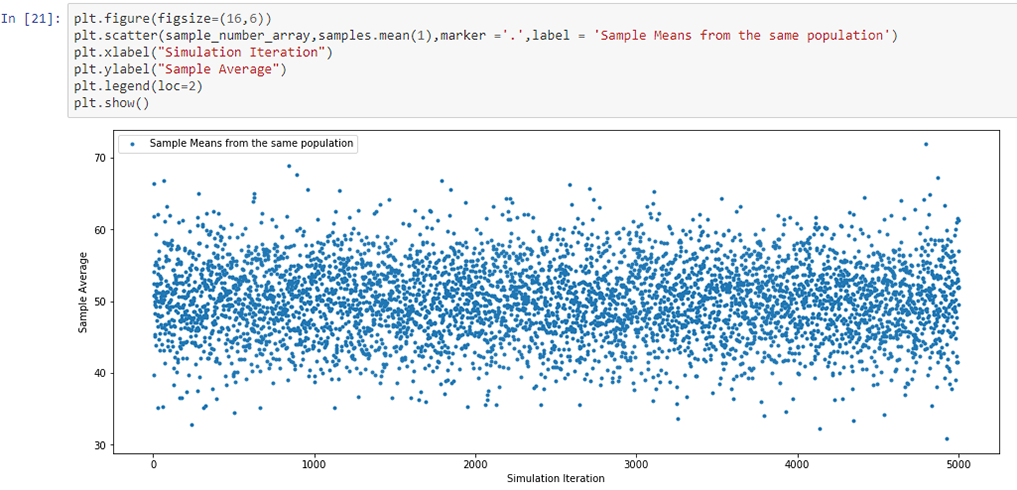 In [21]:
plt.figure(figsize=(16,6))
plt.scatter(sample_number_array,samples.mean(1),marker ='.',label = 'Sample Means from the same population')
plt.xlabel("Simulation Iteration")
plt.ylabel("Sample Average")
plt.legend(loc=2)
plt.show()
Sample Means from the same population
70
60
50
40
30
Sample Average
0 1000 2000 3000 4000 5000
Simulation Iteration